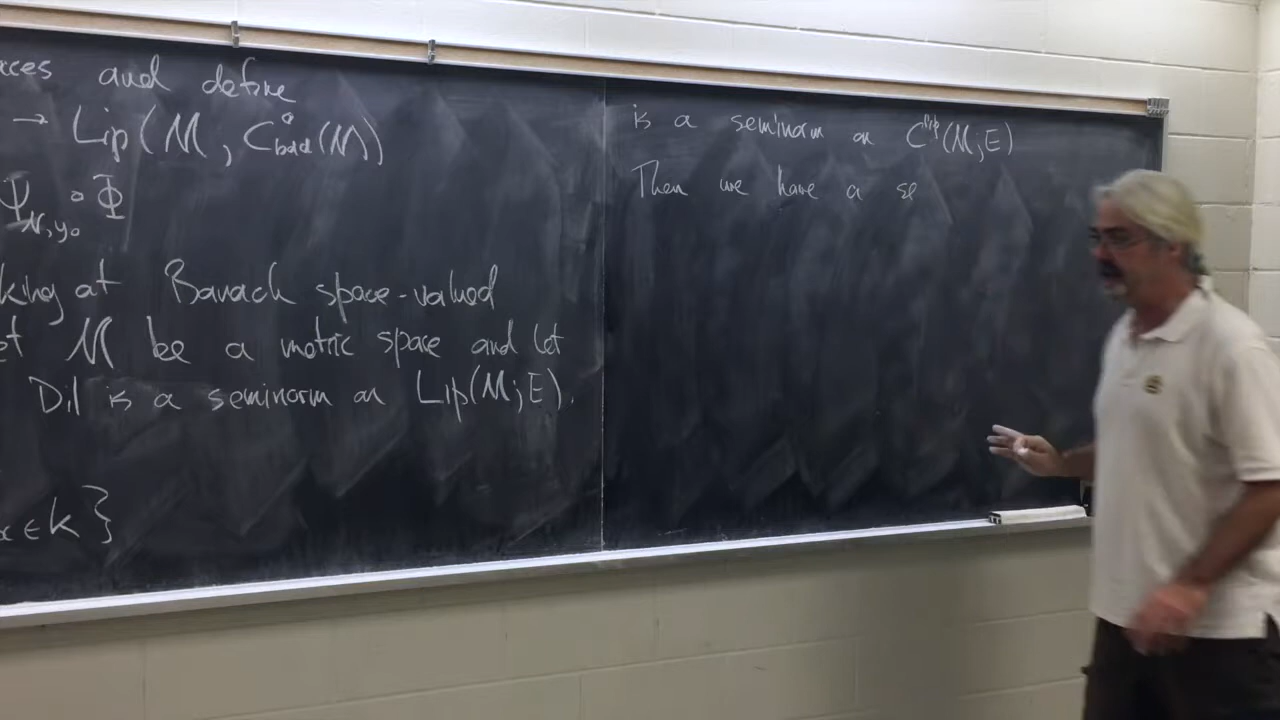 and define
→ Lip(M, C°bdd(N))
Ψ_{N,y₀} ∘ Φ
king at Banach space-valued
et M be a metric space and let
Dil is a seminorm on Lip(M;E).
x ∈ K }
is a seminorm on C^{lip}(M;E)
Then we have a se